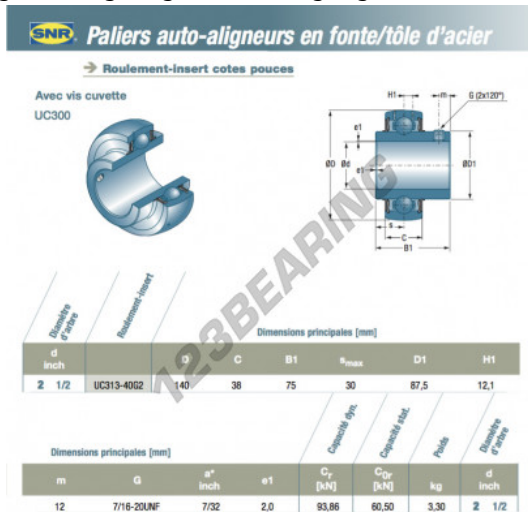 SNR Paliers auto-aligneurs en fonte/tôle d'acier
Roulement-insert cotes pouces
Avec vis cuvette
UC300
H1 m G (2x120°)
e1
ØD Ød ØD1
e1
s
C
B1
123BEARING
Diamètre d'arbre Roulement-insert
Dimensions principales [mm]
d inch D C B1 smax D1 H1
2 1/2 UC313-40G2 140 38 75 30 87,5 12,1
Capacité dyn. Capacité stat. Poids Diamètre d'arbre
Dimensions principales [mm]
m G a* inch e1 Cr [kN] C0r [kN] kg d inch
12 7/16-20UNF 7/32 2,0 93,86 60,50 3,30 2 1/2